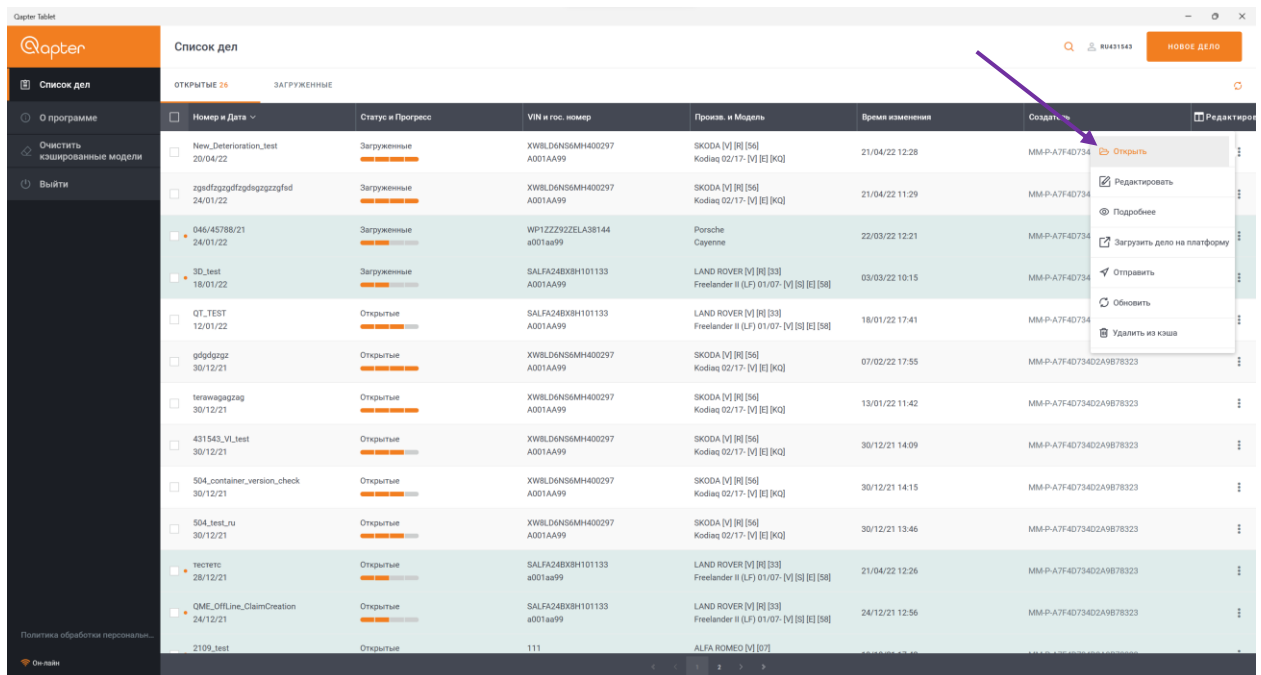 Qapter Tablet
Qapter
Список дел
О программе
Очистить
кэшированные модели
Выйти
Политика обработки персональн...
Он-лайн
Список дел
RU431543
НОВОЕ ДЕЛО
ОТКРЫТЫЕ 26 ЗАГРУЖЕННЫЕ
Номер и Дата Статус и Прогресс VIN и гос. номер Произв. и Модель Время изменения Создатель Редактиров
New_Deterioration_test Загруженные XW8LD6NS6MH400297 SKODA [V] [R] [56] 21/04/22 12:28 MM-P-A7F4D734
20/04/22 A001AA99 Kodiaq 02/17- [V] [E] [KQ]
zgsdfzgzgdfzgdsgzgzzgfsd Загруженные XW8LD6NS6MH400297 SKODA [V] [R] [56] 21/04/22 11:29 MM-P-A7F4D734
24/01/22 A001AA99 Kodiaq 02/17- [V] [E] [KQ]
046/45788/21 Загруженные WP1ZZZ92ZELA38144 Porsche 22/03/22 12:21 MM-P-A7F4D734
24/01/22 a001aa99 Cayenne
3D_test Загруженные SALFA24BX8H101133 LAND ROVER [V] [R] [33] 03/03/22 10:15 MM-P-A7F4D734
18/01/22 A001AA99 Freelander II (LF) 01/07- [V] [S] [E] [58]
QT_TEST Открытые SALFA24BX8H101133 LAND ROVER [V] [R] [33] 18/01/22 17:41 MM-P-A7F4D734
12/01/22 A001AA99 Freelander II (LF) 01/07- [V] [S] [E] [58]
gdgdgzgz Открытые XW8LD6NS6MH400297 SKODA [V] [R] [56] 07/02/22 17:55 MM-P-A7F4D734D2A9B78323
30/12/21 A001AA99 Kodiaq 02/17- [V] [E] [KQ]
terawagagzag Открытые XW8LD6NS6MH400297 SKODA [V] [R] [56] 13/01/22 11:42 MM-P-A7F4D734D2A9B78323
30/12/21 A001AA99 Kodiaq 02/17- [V] [E] [KQ]
431543_VI_test Открытые XW8LD6NS6MH400297 SKODA [V] [R] [56] 30/12/21 14:09 MM-P-A7F4D734D2A9B78323
30/12/21 A001AA99 Kodiaq 02/17- [V] [E] [KQ]
504_container_version_check Открытые XW8LD6NS6MH400297 SKODA [V] [R] [56] 30/12/21 14:15 MM-P-A7F4D734D2A9B78323
30/12/21 A001AA99 Kodiaq 02/17- [V] [E] [KQ]
504_test_ru Открытые XW8LD6NS6MH400297 SKODA [V] [R] [56] 30/12/21 13:46 MM-P-A7F4D734D2A9B78323
30/12/21 A001AA99 Kodiaq 02/17- [V] [E] [KQ]
тестетс Открытые SALFA24BX8H101133 LAND ROVER [V] [R] [33] 21/04/22 12:26 MM-P-A7F4D734D2A9B78323
28/12/21 a001aa99 Freelander II (LF) 01/07- [V] [S] [E] [58]
QME_OffLine_ClaimCreation Открытые SALFA24BX8H101133 LAND ROVER [V] [R] [33] 24/12/21 12:56 MM-P-A7F4D734D2A9B78323
24/12/21 a001aa99 Freelander II (LF) 01/07- [V] [S] [E] [58]
2109_test Открытые 111 ALFA ROMEO [V] [07]
1 2
Открыть
Редактировать
Подробнее
Загрузить дело на платформу
Отправить
Обновить
Удалить из кэша